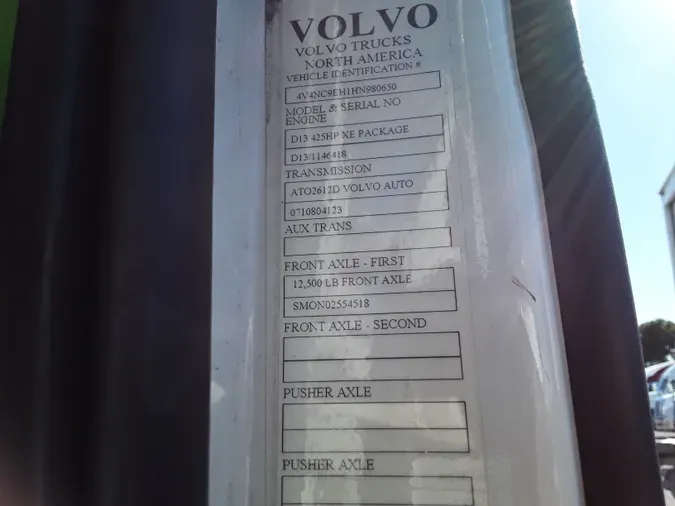 VOLVO
VOLVO TRUCKS
NORTH AMERICA
VEHICLE IDENTIFICATION #
4V4NC9EH1HN980650
MODEL & SERIAL NO
ENGINE
D13 425HP XE PACKAGE
D13/1146418
TRANSMISSION
ATO2612D VOLVO AUTO
0710804123
AUX TRANS
FRONT AXLE - FIRST
12,500 LB FRONT AXLE
SMON02554518
FRONT AXLE - SECOND
PUSHER AXLE
PUSHER AXLE